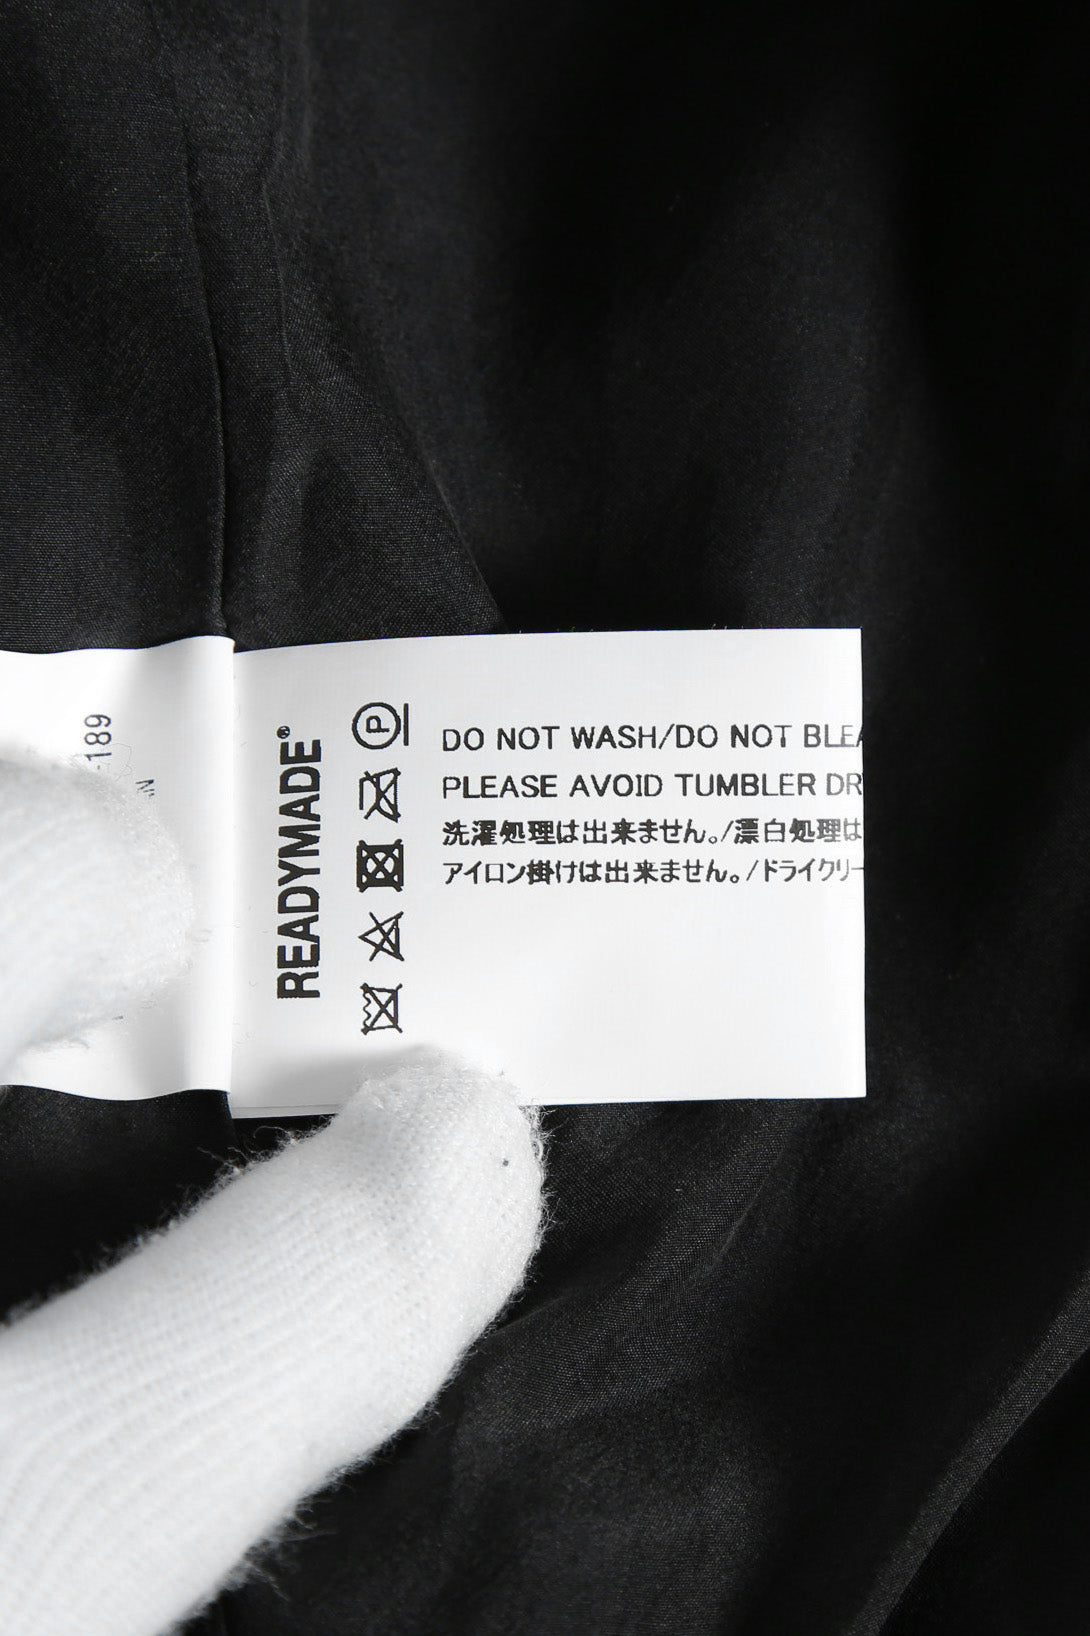 189
READYMADE®
P
DO NOT WASH/DO NOT BLEA
PLEASE AVOID TUMBLER DR
洗濯処理は出来ません。/漂白処理は
アイロン掛けは出来ません。/ドライクリー